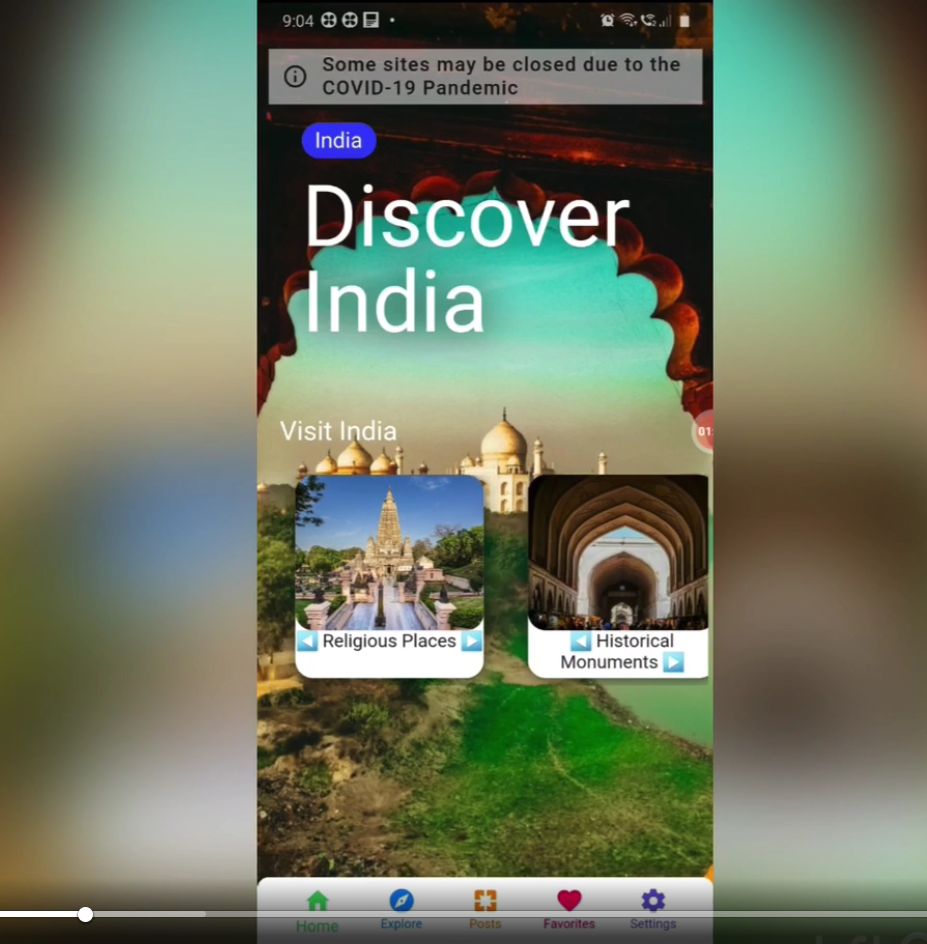 9:04
Some sites may be closed due to the
COVID-19 Pandemic
India
Discover
India
Visit India
01:
Religious Places
Historical
Monuments
Home
Explore
Posts
Favorites
Settings